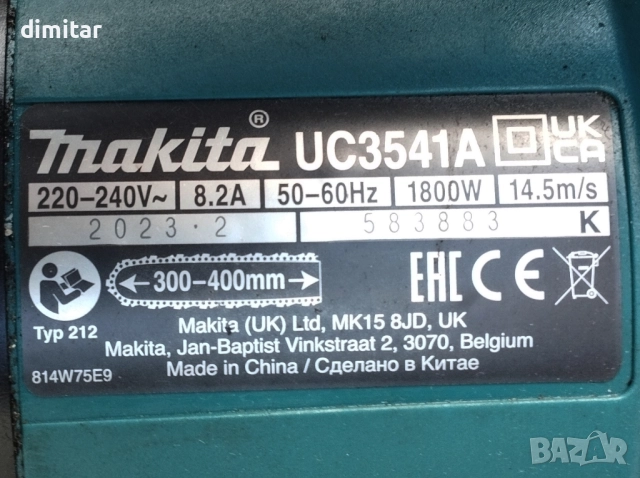 dimitar
makita® UC3541A UK CA
220–240V~ 8.2A 50–60Hz 1800W 14.5m/s
2023.2 583883 K
300–400mm EAC CE
Typ 212
Makita (UK) Ltd, MK15 8JD, UK
Makita, Jan-Baptist Vinkstraat 2, 3070, Belgium
814W75E9 Made in China / Сделано в Китае
BAZAR